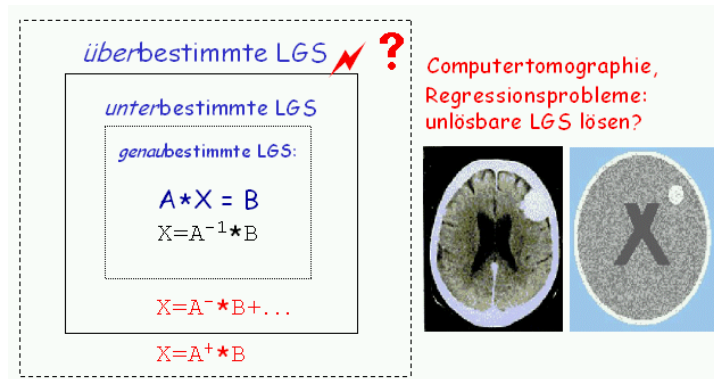 überbestimmte LGS ?
unterbestimmte LGS
genaubestimmte LGS:
A*X = B
X=A⁻¹*B
X=A⁻*B+...
X=A⁺*B
Computertomographie,
Regressionsprobleme:
unlösbare LGS lösen?
X